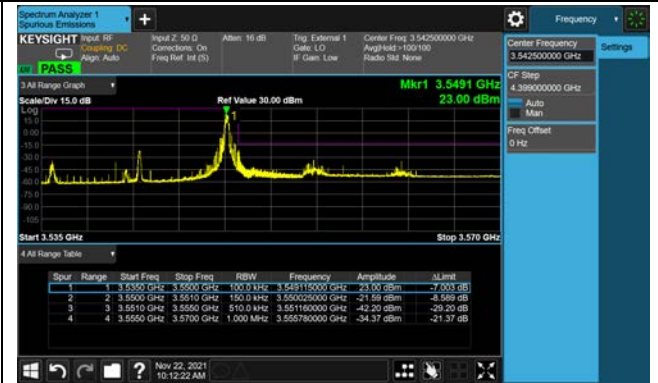 Spectrum Analyzer 1
Spurious Emissions
+
Frequency
KEYSIGHT
Input: RF
Coupling: DC
Align: Auto
Input Z: 50 Ω
Corrections: On
Freq Ref: Int (S)
Atten: 16 dB
Trig: External 1
Gate: LO
IF Gain: Low
Center Freq: 3.542500000 GHz
Avg|Hold:>100/100
Radio Std: None
PASS
Center Frequency
3.542500000 GHz
Settings
CF Step
4.399000000 GHz
Auto
Man
Freq Offset
0 Hz
3 All Range Graph
Mkr1 3.5491 GHz
Scale/Div 15.0 dB
Ref Value 30.00 dBm
23.00 dBm
Log
15.0
0.00
-15.0
-30.0
-45.0
-60.0
-75.0
-90.0
-105
1
Start 3.535 GHz
Stop 3.570 GHz
4 All Range Table
Spur Range Start Freq Stop Freq RBW Frequency Amplitude ΔLimit
1 1 3.5350 GHz 3.5500 GHz 100.0 kHz 3.549115000 GHz 23.00 dBm -7.003 dB
2 2 3.5500 GHz 3.5510 GHz 150.0 kHz 3.550025000 GHz -21.59 dBm -8.589 dB
3 3 3.5510 GHz 3.5550 GHz 510.0 kHz 3.551160000 GHz -42.20 dBm -29.20 dB
4 4 3.5550 GHz 3.5700 GHz 1.000 MHz 3.555780000 GHz -34.37 dBm -21.37 dB
?
Nov 22, 2021
10:12:22 AM